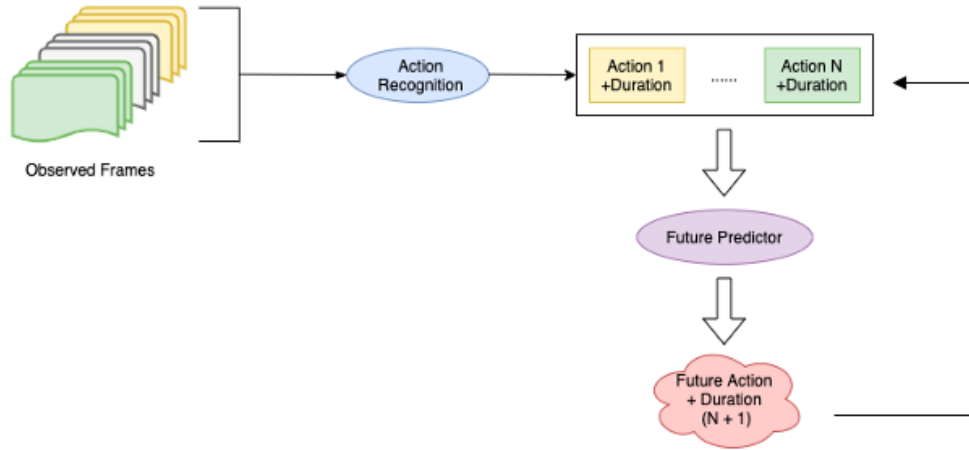 Observed Frames
Action
Recognition
Action 1
+Duration
......
Action N
+Duration
Future Predictor
Future Action
+ Duration
(N + 1)